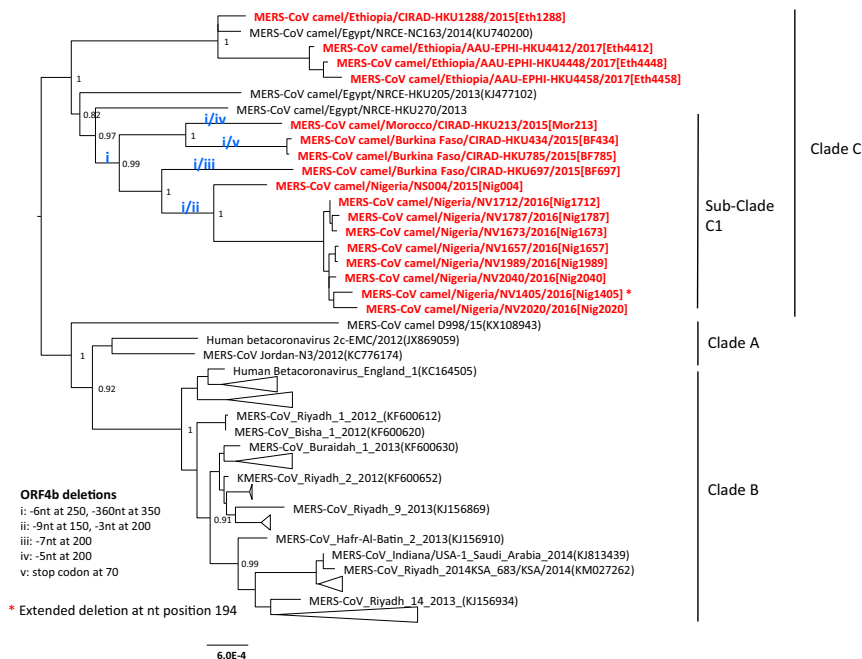 MERS-CoV camel/Ethiopia/CIRAD-HKU1288/2015[Eth1288]
MERS-CoV camel/Egypt/NRCE-NC163/2014(KU740200)
1
MERS-CoV camel/Ethiopia/AAU-EPHI-HKU4412/2017[Eth4412]
MERS-CoV camel/Ethiopia/AAU-EPHI-HKU4448/2017[Eth4448]
1
MERS-CoV camel/Ethiopia/AAU-EPHI-HKU4458/2017[Eth4458]
MERS-CoV camel/Egypt/NRCE-HKU205/2013(KJ477102)
0.82
MERS-CoV camel/Egypt/NRCE-HKU270/2013
i/iv
MERS-CoV camel/Morocco/CIRAD-HKU213/2015[Mor213]
0.97
1
i/v
MERS-CoV camel/Burkina Faso/CIRAD-HKU434/2015[BF434]
Clade C
i
MERS-CoV camel/Burkina Faso/CIRAD-HKU785/2015[BF785]
0.99
i/iii
MERS-CoV camel/Burkina Faso/CIRAD-HKU697/2015[BF697]
1
MERS-CoV camel/Nigeria/NS004/2015[Nig004]
i/ii
MERS-CoV camel/Nigeria/NV1712/2016[Nig1712]
Sub-Clade
C1
1
MERS-CoV camel/Nigeria/NV1787/2016[Nig1787]
MERS-CoV camel/Nigeria/NV1673/2016[Nig1673]
MERS-CoV camel/Nigeria/NV1657/2016[Nig1657]
MERS-CoV camel/Nigeria/NV1989/2016[Nig1989]
MERS-CoV camel/Nigeria/NV2040/2016[Nig2040]
MERS-CoV camel/Nigeria/NV1405/2016[Nig1405] *
MERS-CoV camel/Nigeria/NV2020/2016[Nig2020]
MERS-CoV camel D998/15(KX108943)
Human betacoronavirus 2c-EMC/2012(JX869059)
Clade A
1
MERS-CoV Jordan-N3/2012(KC776174)
Human Betacoronavirus_England_1(KC164505)
0.92
MERS-CoV_Riyadh_1_2012_(KF600612)
1
MERS-CoV_Bisha_1_2012(KF600620)
MERS-CoV_Buraidah_1_2013(KF600630)
KMERS-CoV_Riyadh_2_2012(KF600652)
Clade B
MERS-CoV_Riyadh_9_2013(KJ156869)
0.91
MERS-CoV_Hafr-Al-Batin_2_2013(KJ156910)
MERS-CoV_Indiana/USA-1_Saudi_Arabia_2014(KJ813439)
0.99
MERS-CoV_Riyadh_2014KSA_683/KSA/2014(KM027262)
MERS-CoV_Riyadh_14_2013_(KJ156934)
ORF4b deletions
i: -6nt at 250, -360nt at 350
ii: -9nt at 150, -3nt at 200
iii: -7nt at 200
iv: -5nt at 200
v: stop codon at 70
* Extended deletion at nt position 194
6.0E-4